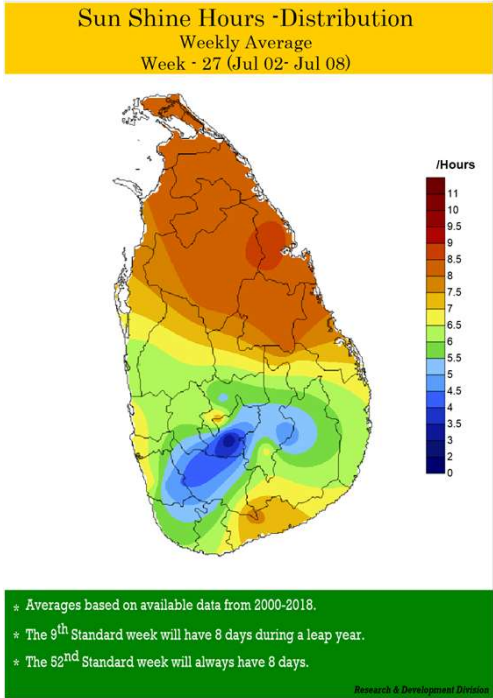 Sun Shine Hours -Distribution
Weekly Average
Week - 27 (Jul 02- Jul 08)
/Hours
11
10
9.5
9
8.5
8
7.5
7
6.5
6
5.5
5
4.5
4
3.5
3
2
0
* Averages based on available data from 2000-2018.
* The 9th Standard week will have 8 days during a leap year.
* The 52nd Standard week will always have 8 days.
Research & Development Division